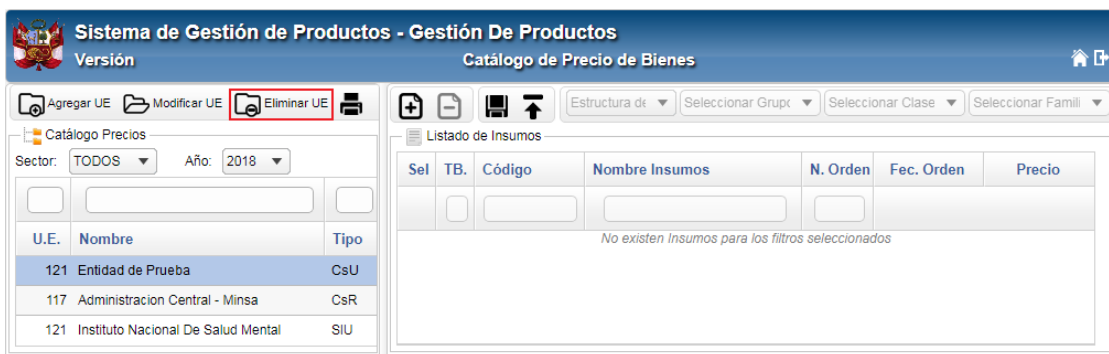 Sistema de Gestión de Productos - Gestión De Productos
Versión Catálogo de Precio de Bienes
Agregar UE Modificar UE Eliminar UE
Estructura de Seleccionar Grupo Seleccionar Clase Seleccionar Famili
Catálogo Precios
Sector: TODOS Año: 2018
U.E. Nombre Tipo
121 Entidad de Prueba CsU
117 Administracion Central - Minsa CsR
121 Instituto Nacional De Salud Mental SIU
Listado de Insumos
Sel TB. Código Nombre Insumos N. Orden Fec. Orden Precio
No existen Insumos para los filtros seleccionados